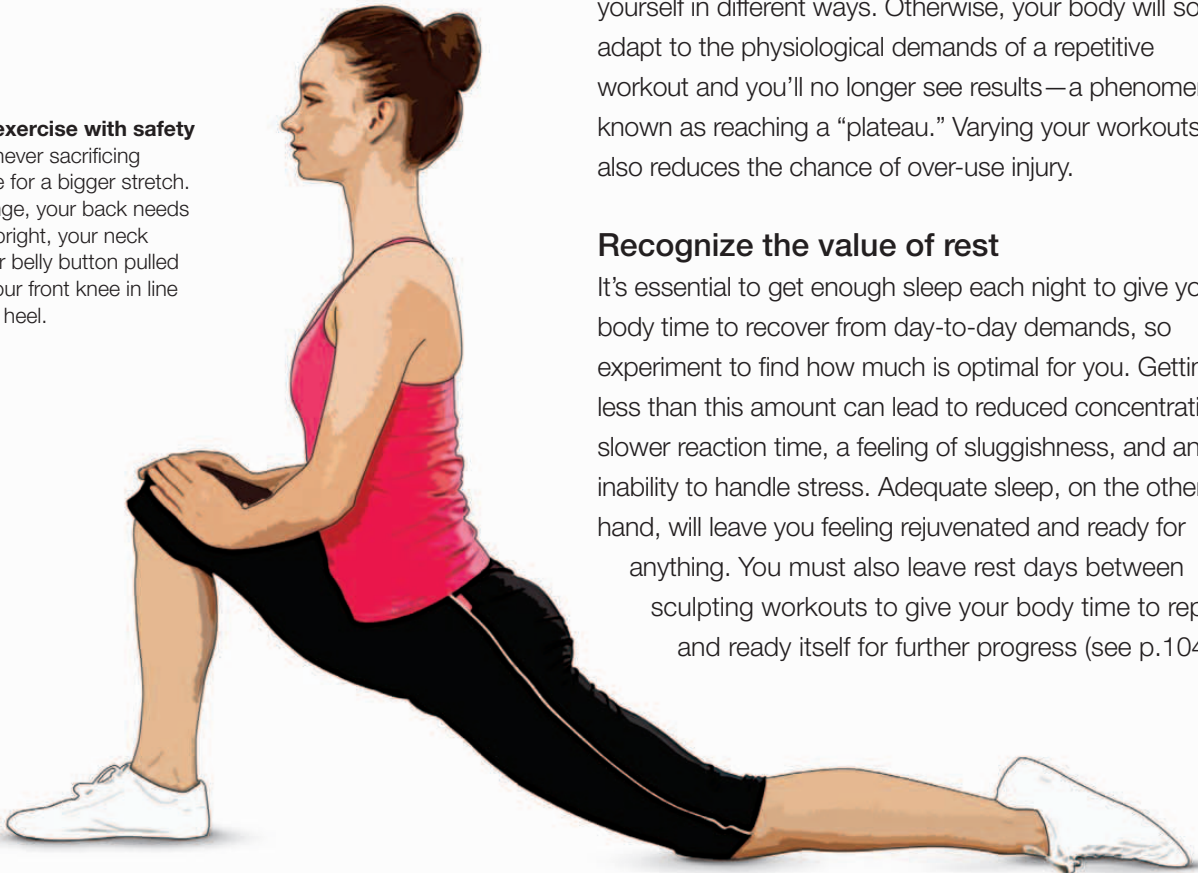 exercise with safety
never sacrificing
e for a bigger stretch.
nge, your back needs
pright, your neck
r belly button pulled
our front knee in line
heel.
yourself in different ways. Otherwise, your body will so
adapt to the physiological demands of a repetitive
workout and you’ll no longer see results—a phenomen
known as reaching a “plateau.” Varying your workouts
also reduces the chance of over-use injury.
Recognize the value of rest
It’s essential to get enough sleep each night to give yo
body time to recover from day-to-day demands, so
experiment to find how much is optimal for you. Gettin
less than this amount can lead to reduced concentrati
slower reaction time, a feeling of sluggishness, and an
inability to handle stress. Adequate sleep, on the other
hand, will leave you feeling rejuvenated and ready for
anything. You must also leave rest days between
sculpting workouts to give your body time to rep
and ready itself for further progress (see p.104